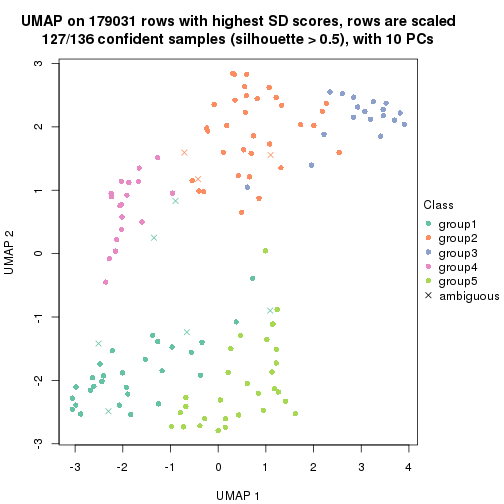 UMAP on 179031 rows with highest SD scores, rows are scaled
127/136 confident samples (silhouette > 0.5), with 10 PCs
3
2
1
0
-1
-2
-3
UMAP 2
-3
-2
-1
0
1
2
3
4
UMAP 1
Class
group1
group2
group3
group4
group5
ambiguous